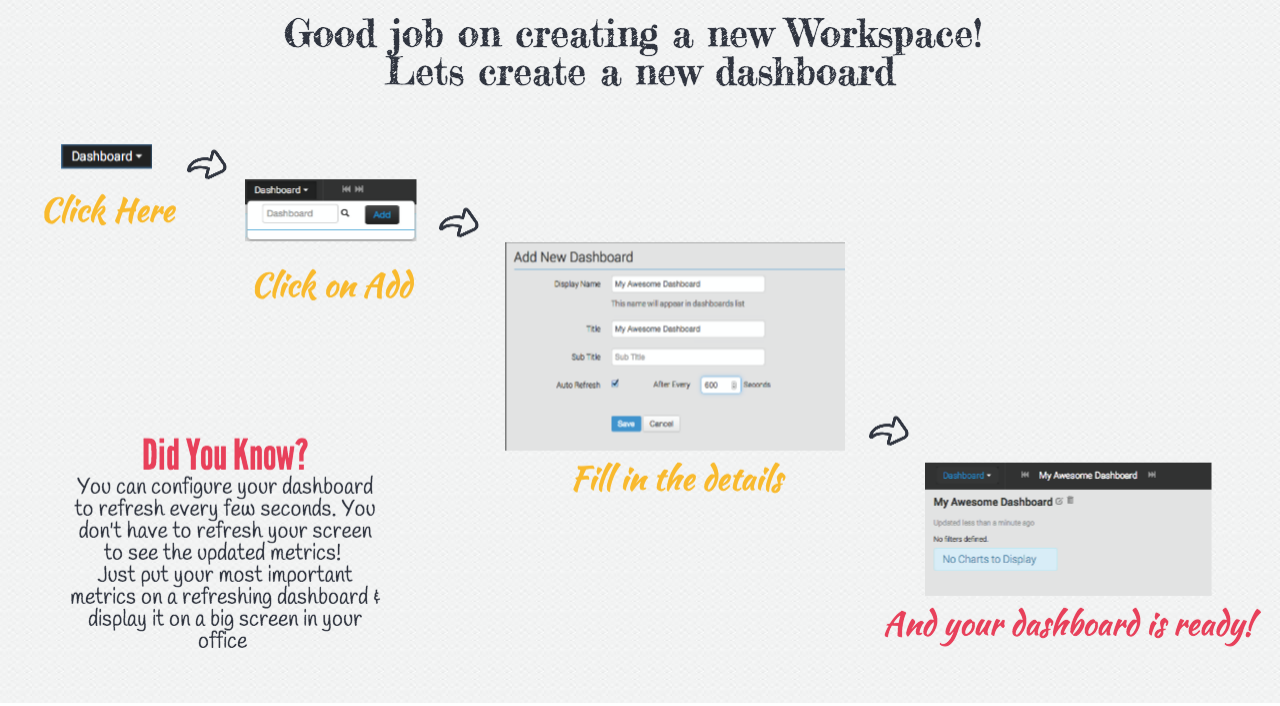 Good job on creating a new Workspace!
Lets create a new dashboard
Dashboard
Click Here
Dashboard
Dashboard
Add
Click on Add
Add New Dashboard
Display Name My Awesome Dashboard
This name will appear in dashboards list
Title My Awesome Dashboard
Sub Title Sub Title
Auto Refresh After Every 600 Seconds
Save Cancel
Fill in the details
Did You Know?
You can configure your dashboard
to refresh every few seconds. You
don't have to refresh your screen
to see the updated metrics!
Just put your most important
metrics on a refreshing dashboard &
display it on a big screen in your
office
Dashboard My Awesome Dashboard
My Awesome Dashboard
Updated less than a minute ago
No filters defined.
No Charts to Display
And your dashboard is ready!